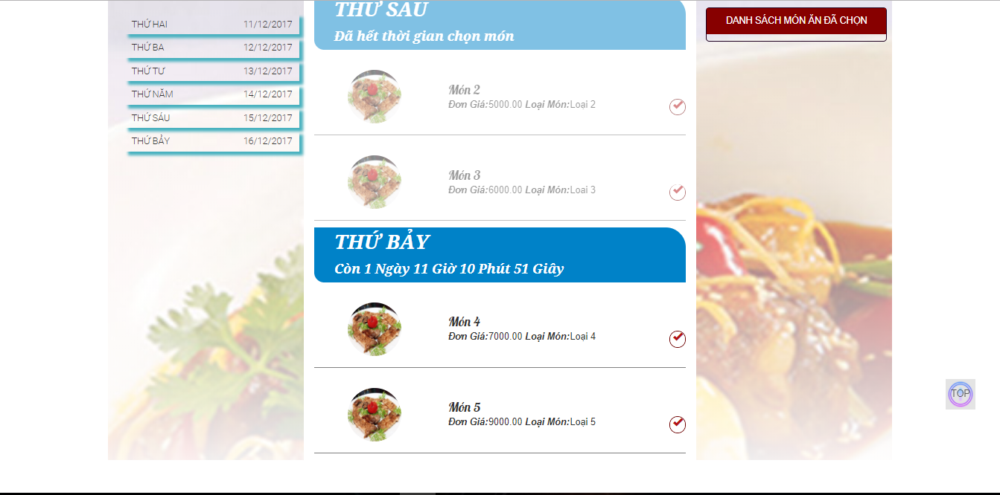 THỨ HAI 11/12/2017
THỨ BA 12/12/2017
THỨ TƯ 13/12/2017
THỨ NĂM 14/12/2017
THỨ SÁU 15/12/2017
THỨ BẢY 16/12/2017
THỨ SÁU
Đã hết thời gian chọn món
Món 2
Đơn Giá:5000.00 Loại Món:Loại 2
Món 3
Đơn Giá:6000.00 Loại Món:Loai 3
THỨ BẢY
Còn 1 Ngày 11 Giờ 10 Phút 51 Giây
Món 4
Đơn Giá:7000.00 Loại Món:Loại 4
Món 5
Đơn Giá:9000.00 Loại Món:Loại 5
DANH SÁCH MÓN ĂN ĐÃ CHỌN
TOP